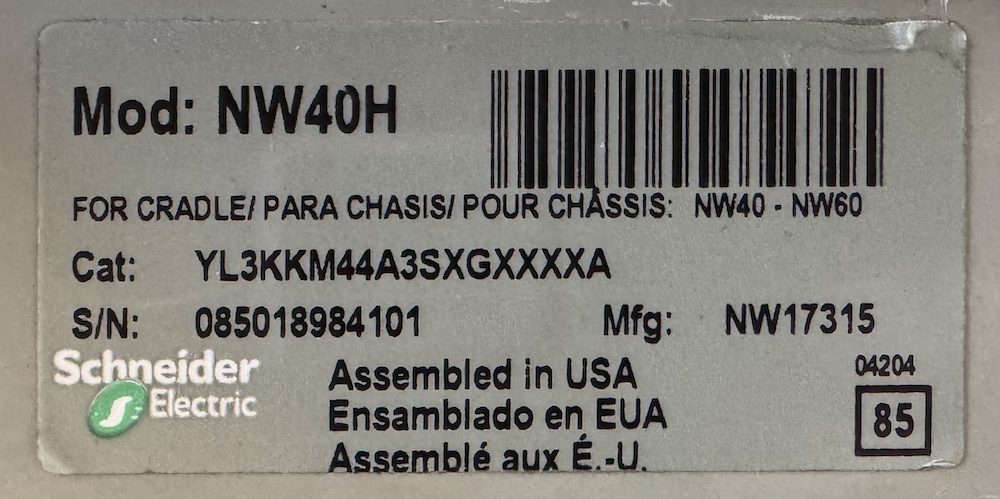 Mod: NW40H
FOR CRADLE/ PARA CHASIS/ POUR CHÂSSIS: NW40 - NW60
Cat: YL3KKM44A3SXGXXXXA
S/N: 085018984101 Mfg: NW17315
Schneider
Electric
Assembled in USA
Ensamblado en EUA
Assemblé aux É.-U.
04204
85